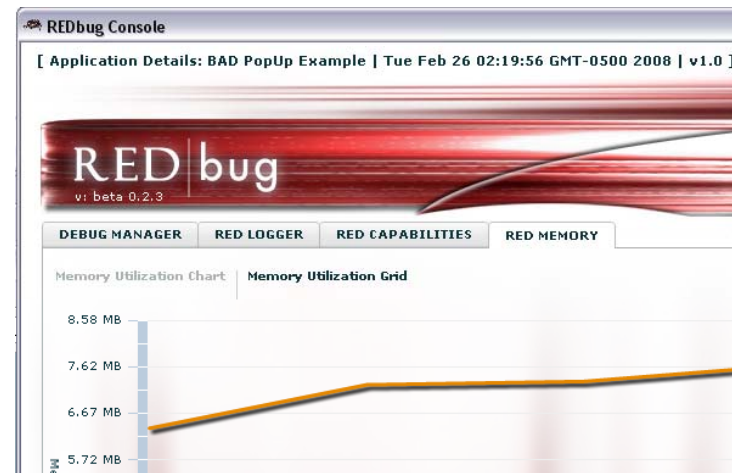 REDbug Console
[ Application Details: BAD PopUp Example | Tue Feb 26 02:19:56 GMT-0500 2008 | v1.0 ]
RED|bug
v: beta 0.2.3
DEBUG MANAGER RED LOGGER RED CAPABILITIES RED MEMORY
Memory Utilization Chart Memory Utilization Grid
8.58 MB
7.62 MB
6.67 MB
5.72 MB